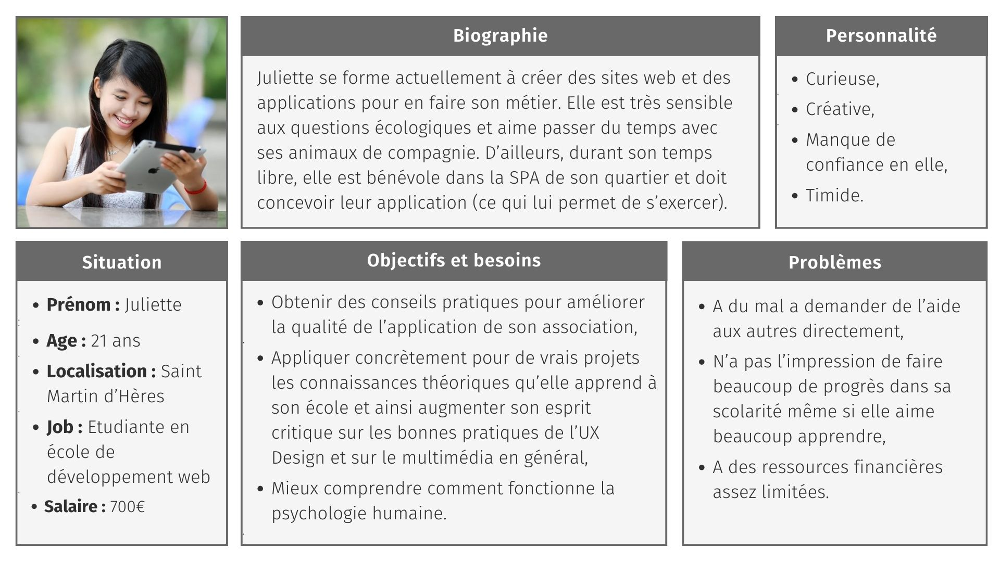 Biographie
Juliette se forme actuellement à créer des sites web et des
applications pour en faire son métier. Elle est très sensible
aux questions écologiques et aime passer du temps avec
ses animaux de compagnie. D’ailleurs, durant son temps
libre, elle est bénévole dans la SPA de son quartier et doit
concevoir leur application (ce qui lui permet de s’exercer).
Personnalité
• Curieuse,
• Créative,
• Manque de
confiance en elle,
• Timide.
Situation
• Prénom : Juliette
• Age : 21 ans
• Localisation : Saint
Martin d’Hères
• Job : Etudiante en
école de
développement web
• Salaire : 700€
Objectifs et besoins
• Obtenir des conseils pratiques pour améliorer
la qualité de l’application de son association,
• Appliquer concrètement pour de vrais projets
les connaissances théoriques qu’elle apprend à
son école et ainsi augmenter son esprit
critique sur les bonnes pratiques de l’UX
Design et sur le multimédia en général,
• Mieux comprendre comment fonctionne la
psychologie humaine.
Problèmes
• A du mal a demander de l’aide
aux autres directement,
• N’a pas l’impression de faire
beaucoup de progrès dans sa
scolarité même si elle aime
beaucoup apprendre,
• A des ressources financières
assez limitées.